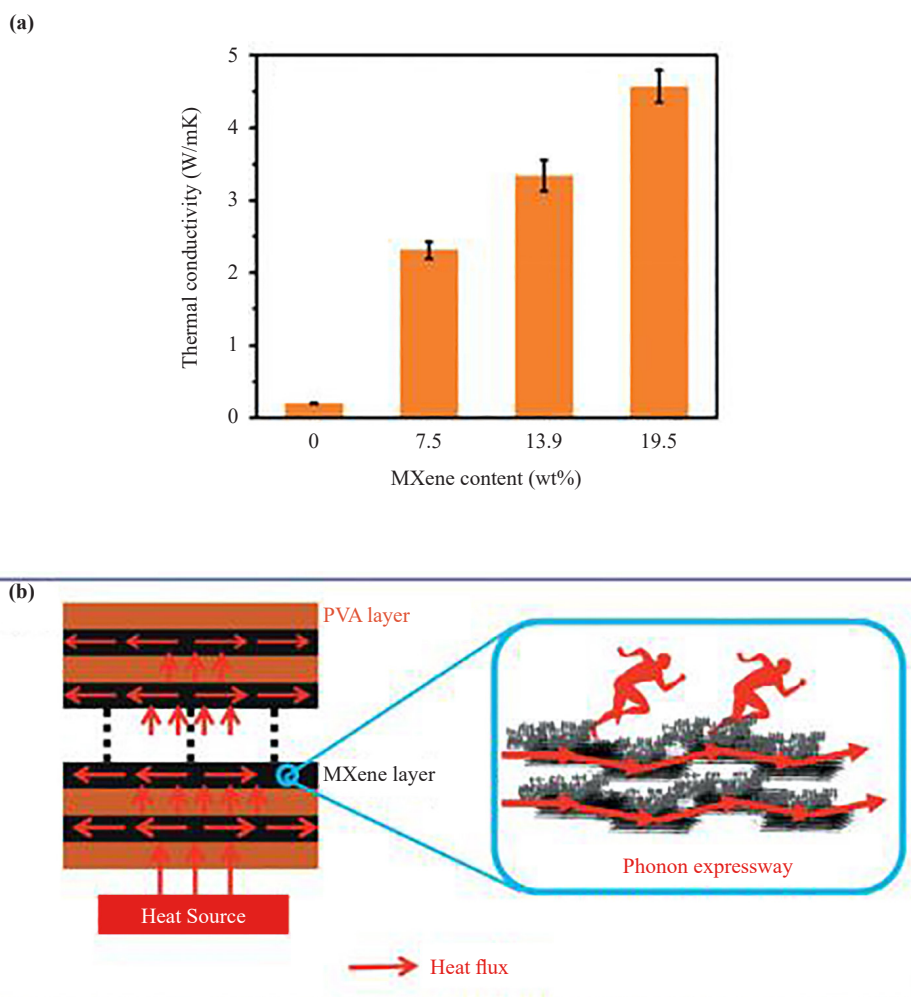 (a)
5
4
3
2
1
0
Thermal conductivity (W/mK)
0 7.5 13.9 19.5
MXene content (wt%)
(b)
PVA layer
MXene layer
Phonon expressway
Heat Source
Heat flux